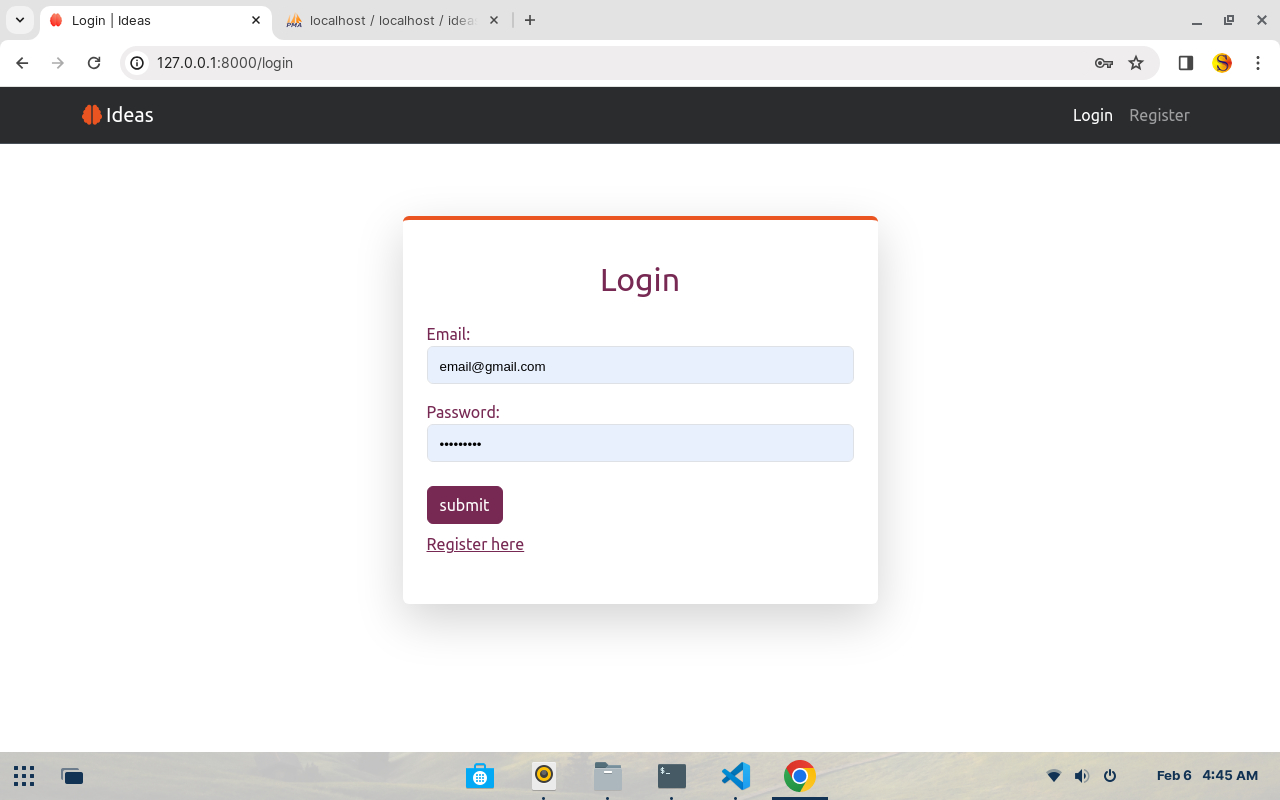 Login | Ideas
localhost / localhost / ideas
127.0.0.1:8000/login
Ideas
Login
Register
Login
Email:
email@gmail.com
Password:
•••••••••
submit
Register here
Feb 6 4:45 AM